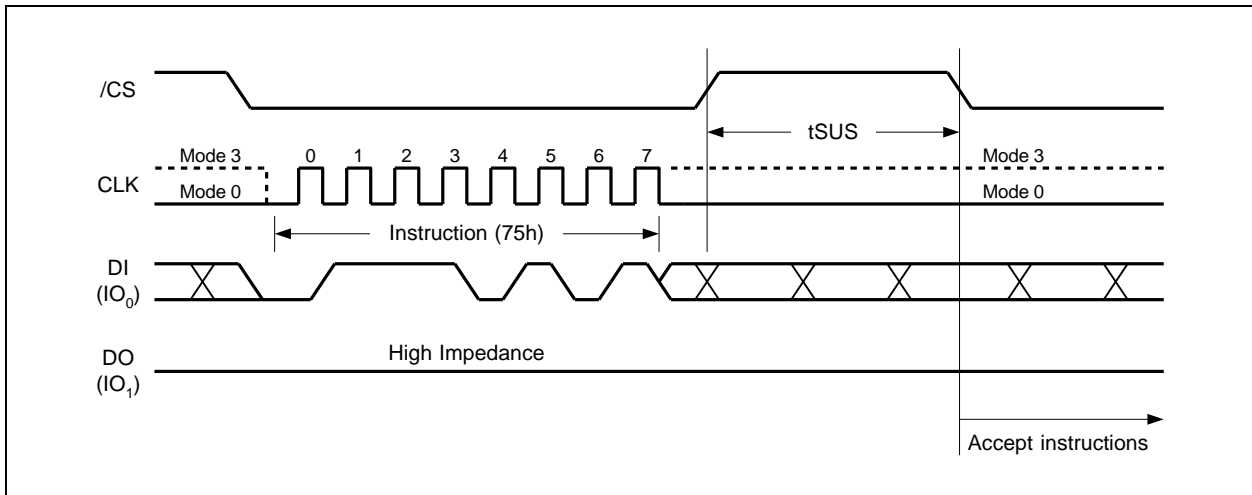 /CS
tSUS
Mode 3 0 1 2 3 4 5 6 7 Mode 3
CLK
Mode 0 Mode 0
Instruction (75h)
DI
(IO0)
High Impedance
DO
(IO1)
Accept instructions